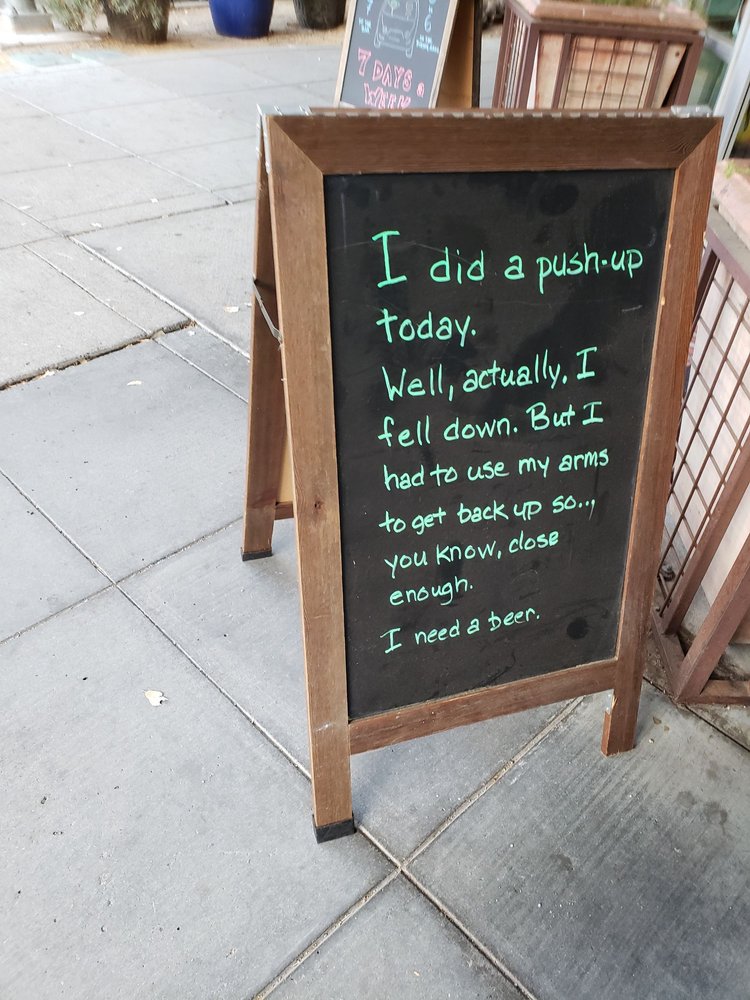 7 DAYS a
WEEK
I did a push-up
today.
Well, actually, I
fell down. But I
had to use my arms
to get back up so...,
you know, close
enough.
I need a beer.